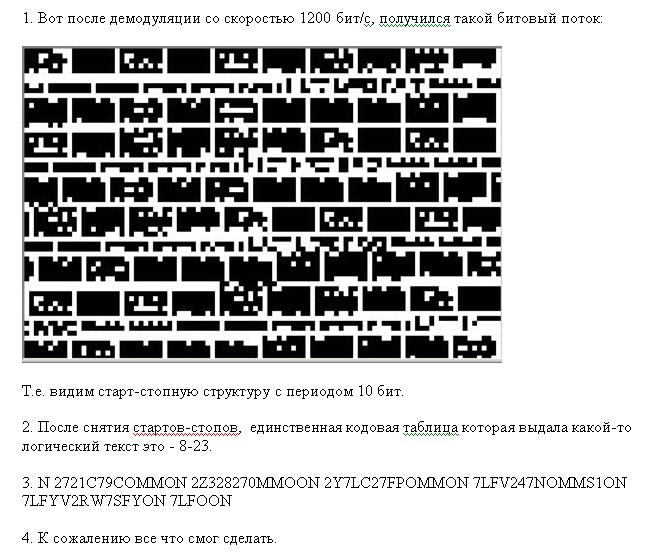 1. Вот после демодуляции со скоростью 1200 бит/с, получился такой битовый поток:
Т.е. видим старт-стопную структуру с периодом 10 бит.
2. После снятия стартов-стопов, единственная кодовая таблица которая выдала какой-то
логический текст это - 8-23.
3. N 2721C79COMMON 2Z328270MMOON 2Y7LC27FPOMMON 7LFV247NOMMS1ON
7LFYV2RW7SFYON 7LFOON
4. К сожалению все что смог сделать.